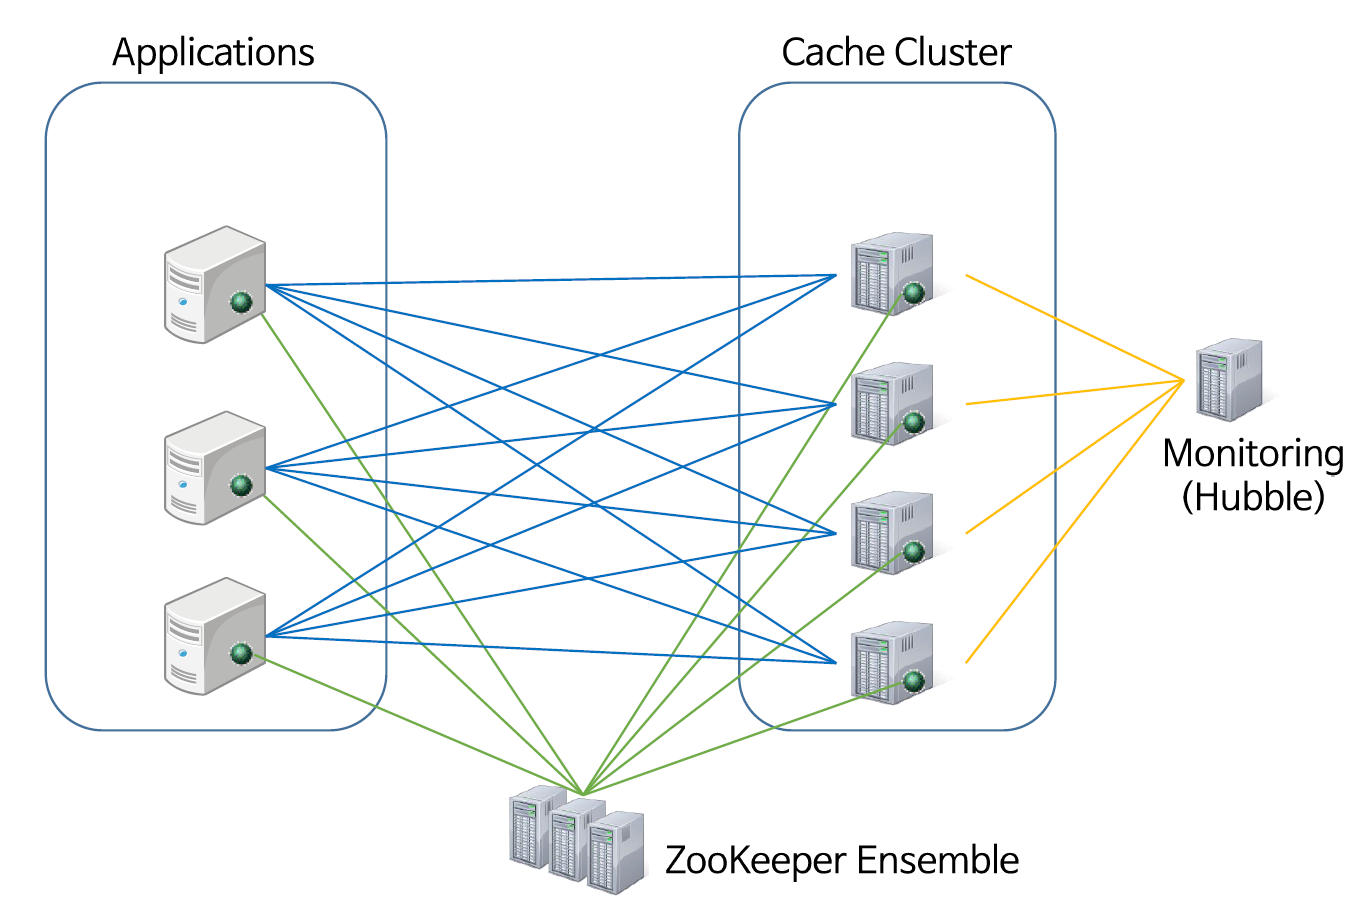 Applications
Cache Cluster
Monitoring
(Hubble)
ZooKeeper Ensemble